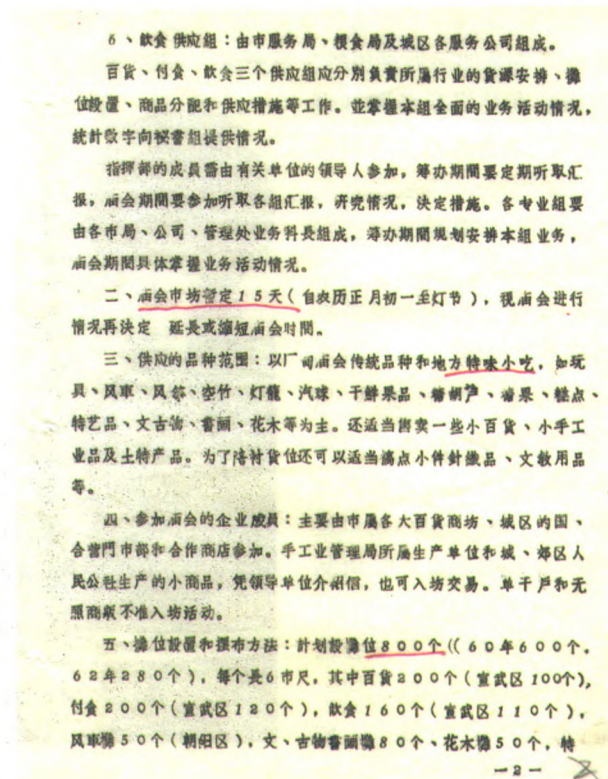 6、飲食供应組：由市服务局、粮食局及城区各服务公司組成。
百货、付食、飲食三个供应組应分别負責所属行业的貨源安排、攤
位設置、商品分配和供应措施等工作。並掌握本組全面的业务活动情况，
統計数字向秘書組提供情况。
指揮部的成員需由有关单位的领导人参加，筹办期間要定期听取汇
报，庙会期間要参加听取各組汇报，研究情况，决定措施。各专业組要
由各市局、公司、管理处业务科長組成，筹办期間規划安排本組业务，
庙会期間具体掌握业务活动情况。
二、庙会市場暂定15天（自农历正月初一至灯节），視庙会进行
情况再决定 延長或縮短庙会时間。
三、供应的品种范围：以厂甸庙会传統品种和地方特味小吃，如玩
具、风車、风筝、空竹、灯籠、汽球、干鮮果品、糖胡芦、糖果、糕点、
特艺品、文古物、書画、花木等为主。还适当售卖一些小百貨、小手工
业品及土特产品。为了陪衬貨位还可以适当搞点小件針織品、文教用品
等。
四、参加庙会的企业成員：主要由市属各大百貨商坊、城区的国、
合营門市部和合作商店参加。手工业管理局所属生产单位和城、郊区人
民公社生产的小商品，凭领导单位介紹信，也可入坊交易。单干户和无
照商販不准入坊活动。
五、攤位設置和摆布方法：計划設攤位800个（（60年600个，
62年280个），每个長6市尺，其中百貨200个（宣武区100个），
付食200个（宣武区120个），飲食160个（宣武区110个），
风車攤50个（朝阳区），文、古物書画攤80个、花木攤50个，特
—2—